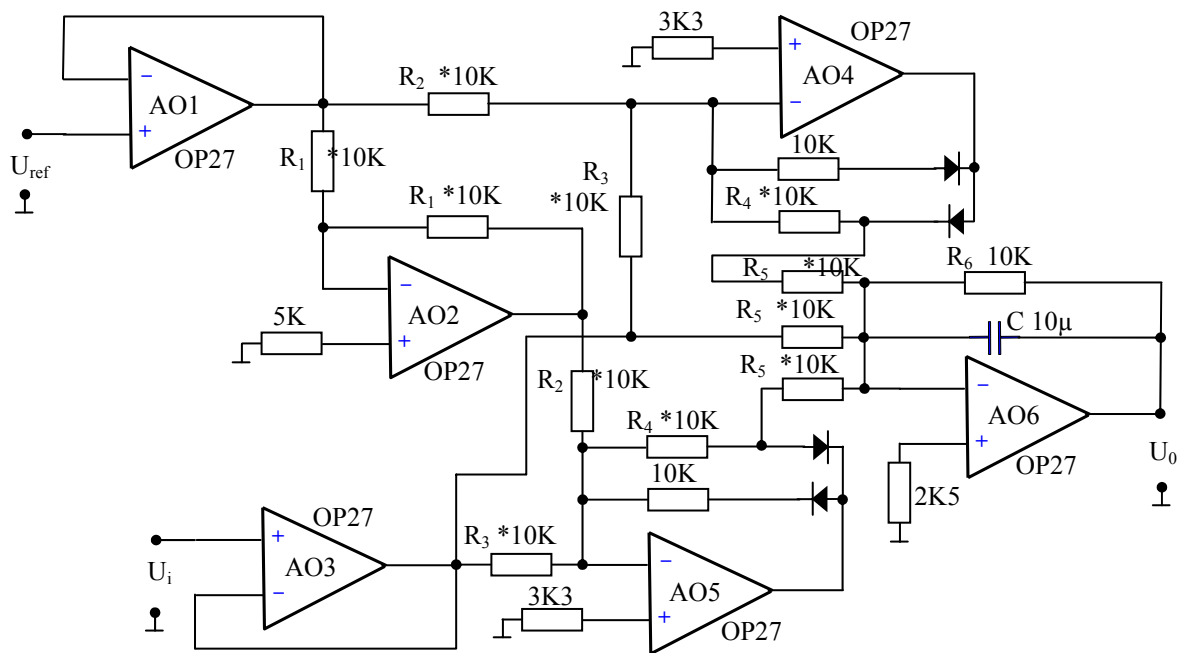 3K3
OP27
+
−
AO4
−
AO1
+
OP27
U_ref
R₂ *10K
R₁ *10K
R₃
*10K
10K
R₄ *10K
R₁ *10K
R₅ *10K
R₆ 10K
−
AO2
+
OP27
5K
R₅ *10K
C 10μ
R₂ *10K
R₅ *10K
−
AO6
+
OP27
U₀
2K5
R₄ *10K
10K
OP27
+
AO3
−
U_i
R₃ *10K
−
AO5
+
OP27
3K3